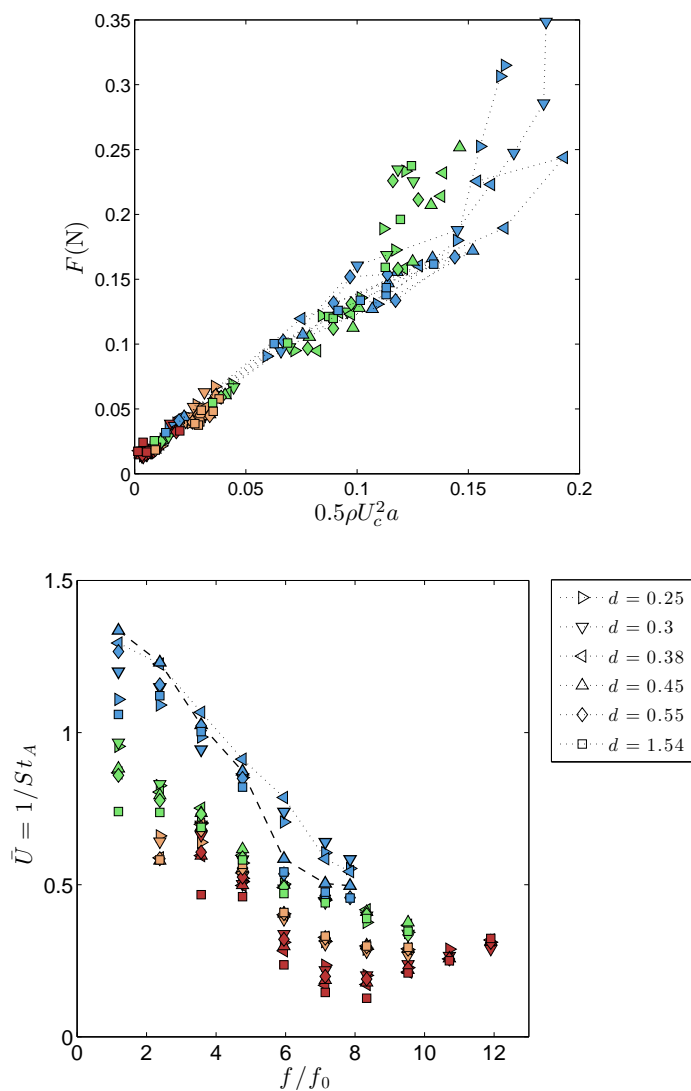 0.35
0.3
0.25
0.2
0.15
0.1
0.05
0
F(N)
0 0.05 0.1 0.15 0.2
0.5ρU_c^2 a
1.5
1
0.5
0
Ū = 1/St_A
0 2 4 6 8 10 12
f/f_0
d = 0.25
d = 0.3
d = 0.38
d = 0.45
d = 0.55
d = 1.54